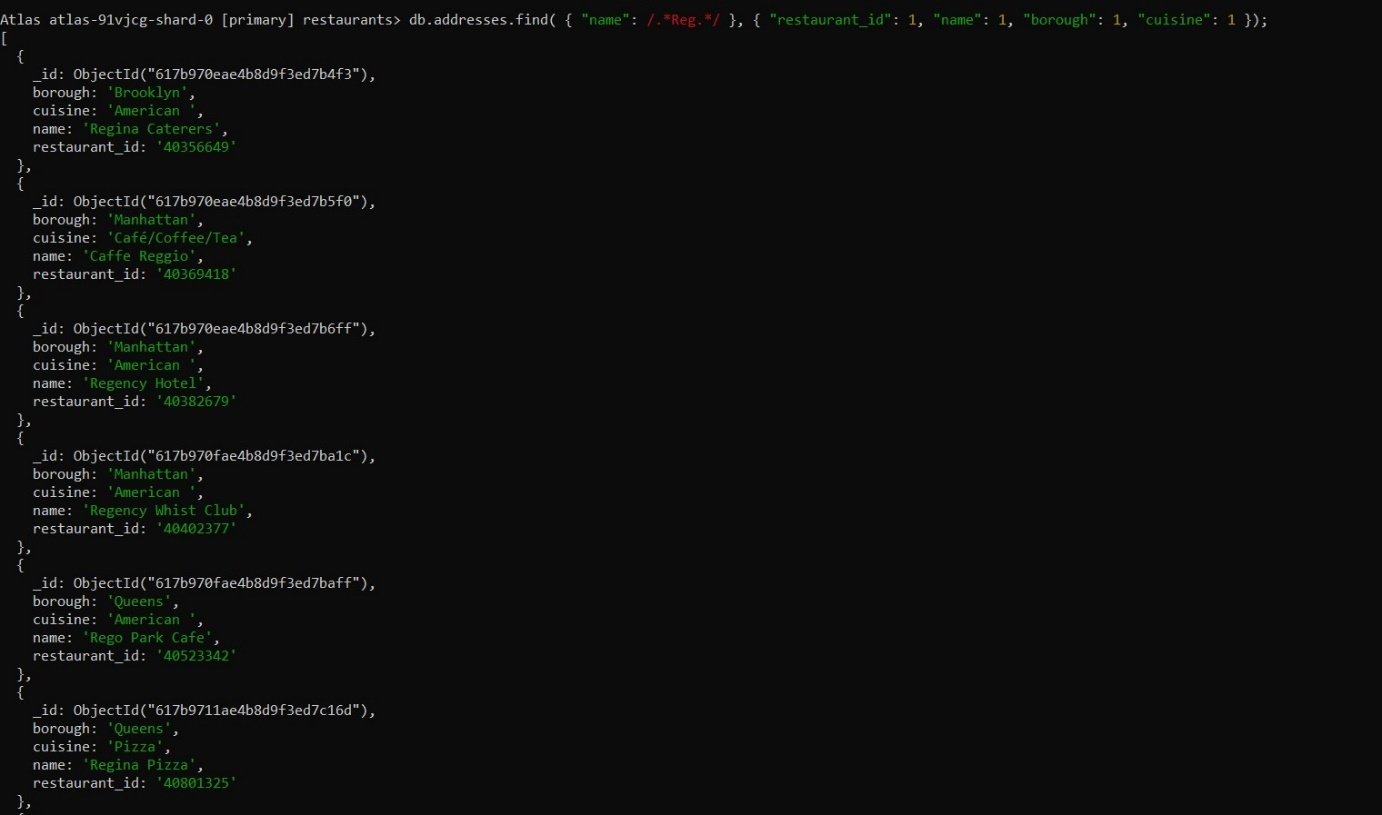 Atlas atlas-91vjcg-shard-0 [primary] restaurants> db.addresses.find( { "name": /.*Reg.*/ }, { "restaurant_id": 1, "name": 1, "borough": 1, "cuisine": 1 });
[
  {
    _id: ObjectId("617b970eae4b8d9f3ed7b4f3"),
    borough: 'Brooklyn',
    cuisine: 'American ',
    name: 'Regina Caterers',
    restaurant_id: '40356649'
  },
  {
    _id: ObjectId("617b970eae4b8d9f3ed7b5f0"),
    borough: 'Manhattan',
    cuisine: 'Café/Coffee/Tea',
    name: 'Caffe Reggio',
    restaurant_id: '40369418'
  },
  {
    _id: ObjectId("617b970eae4b8d9f3ed7b6ff"),
    borough: 'Manhattan',
    cuisine: 'American ',
    name: 'Regency Hotel',
    restaurant_id: '40382679'
  },
  {
    _id: ObjectId("617b970fae4b8d9f3ed7ba1c"),
    borough: 'Manhattan',
    cuisine: 'American ',
    name: 'Regency Whist Club',
    restaurant_id: '40402377'
  },
  {
    _id: ObjectId("617b970fae4b8d9f3ed7baff"),
    borough: 'Queens',
    cuisine: 'American ',
    name: 'Rego Park Cafe',
    restaurant_id: '40523342'
  },
  {
    _id: ObjectId("617b9711ae4b8d9f3ed7c16d"),
    borough: 'Queens',
    cuisine: 'Pizza',
    name: 'Regina Pizza',
    restaurant_id: '40801325'
  },